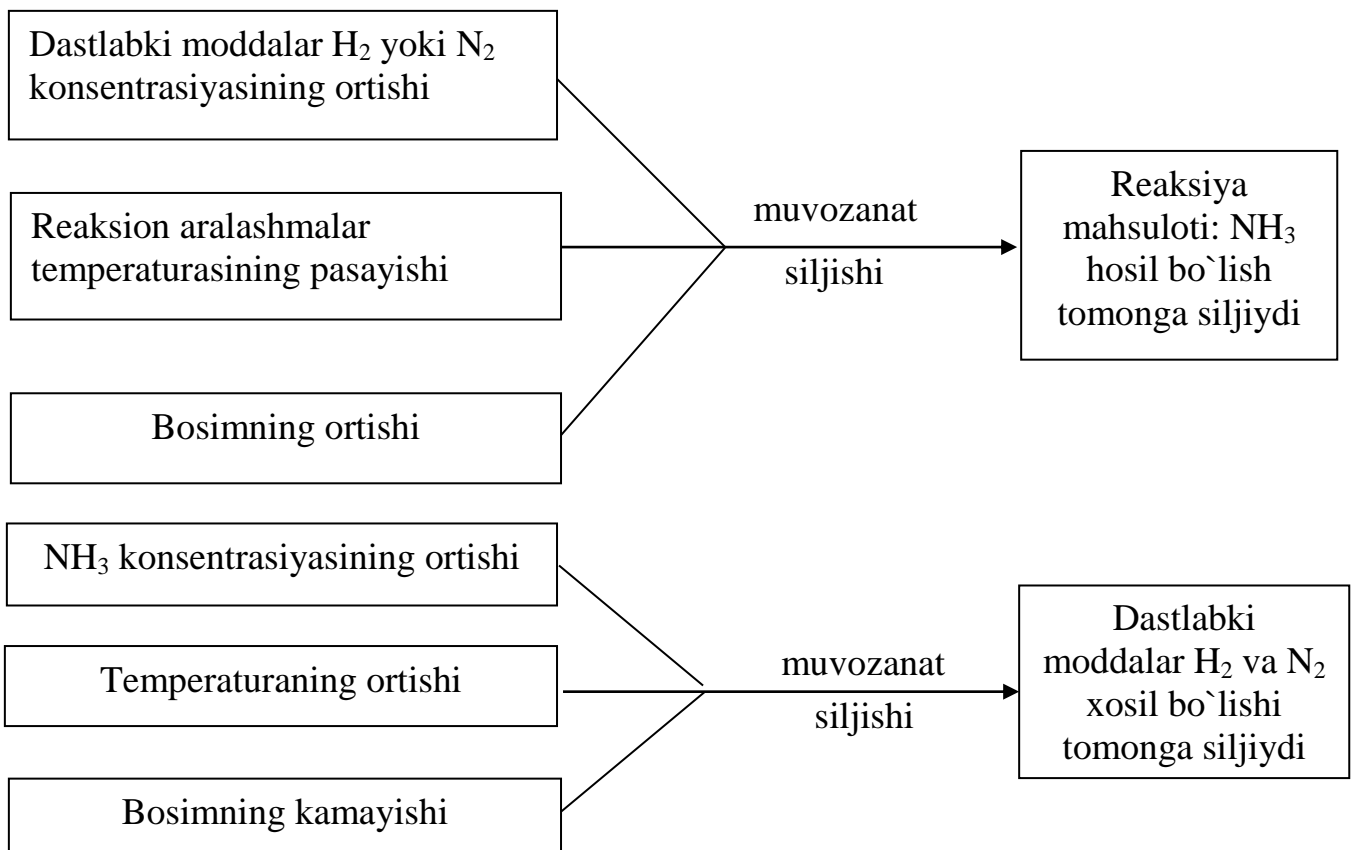 Dastlabki moddalar H₂ yoki N₂
konsentrasiyasining ortishi
Reaksion aralashmalar
temperaturasining pasayishi
Bosimning ortishi
muvozanat
siljishi
Reaksiya
mahsuloti: NH₃
hosil bo`lish
tomonga siljiydi
NH₃ konsentrasiyasining ortishi
Temperaturaning ortishi
Bosimning kamayishi
muvozanat
siljishi
Dastlabki
moddalar H₂ va N₂
xosil bo`lishi
tomonga siljiydi